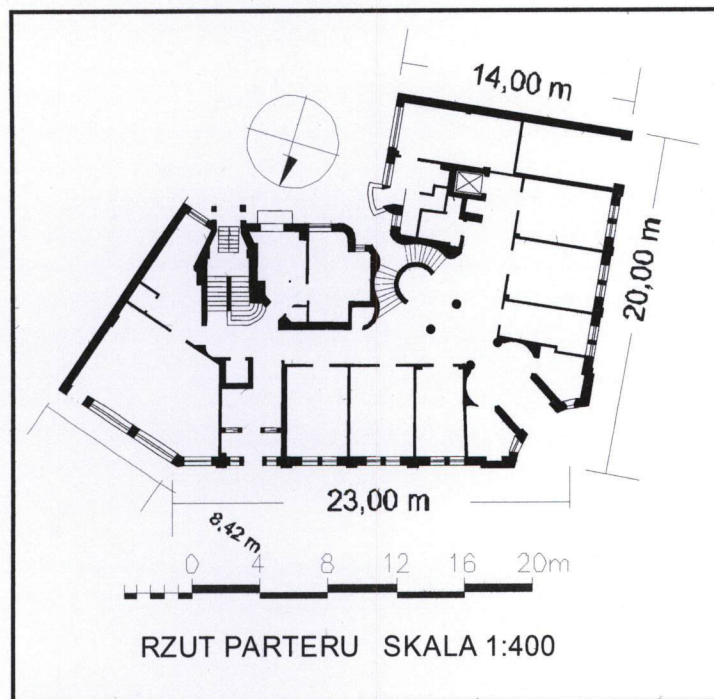 14,00 m
20,00 m
23,00 m
8,42 m
0 4 8 12 16 20m
RZUT PARTERU SKALA 1:400